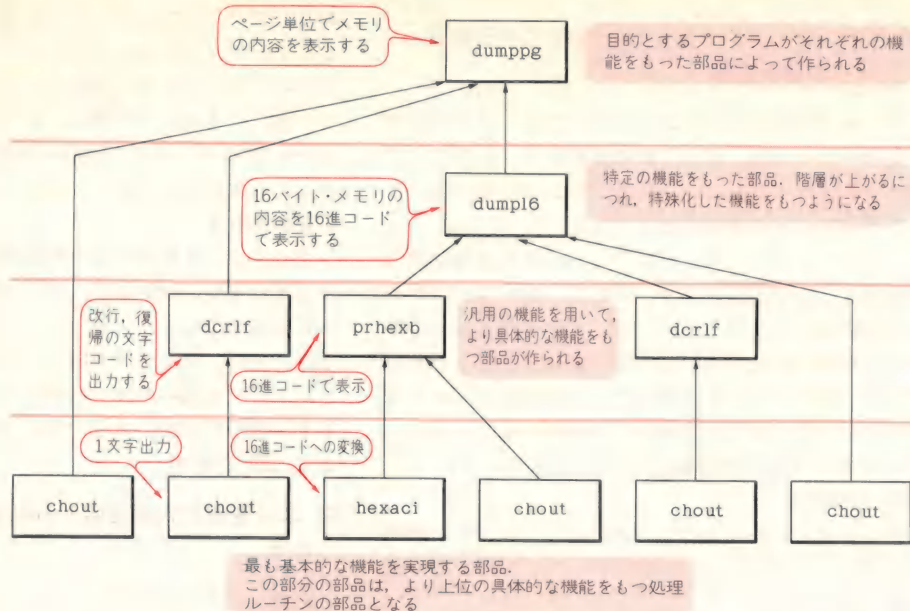 ページ単位でメモリ
の内容を表示する
dumppg
目的とするプログラムがそれぞれの機
能をもった部品によって作られる
16バイト・メモリの
内容を16進コード
で表示する
dump16
特定の機能をもった部品．階層が上がるに
つれ，特殊化した機能をもつようになる
改行，復
帰の文字
コードを
出力する
dcrlf
16進コードで表示
prhexb
汎用の機能を用いて，
より具体的な機能をも
つ部品が作られる
dcrlf
1文字出力
16進コードへの変換
chout
chout
hexaci
chout
chout
chout
最も基本的な機能を実現する部品．
この部分の部品は，より上位の具体的な機能をもつ処理
ルーチンの部品となる